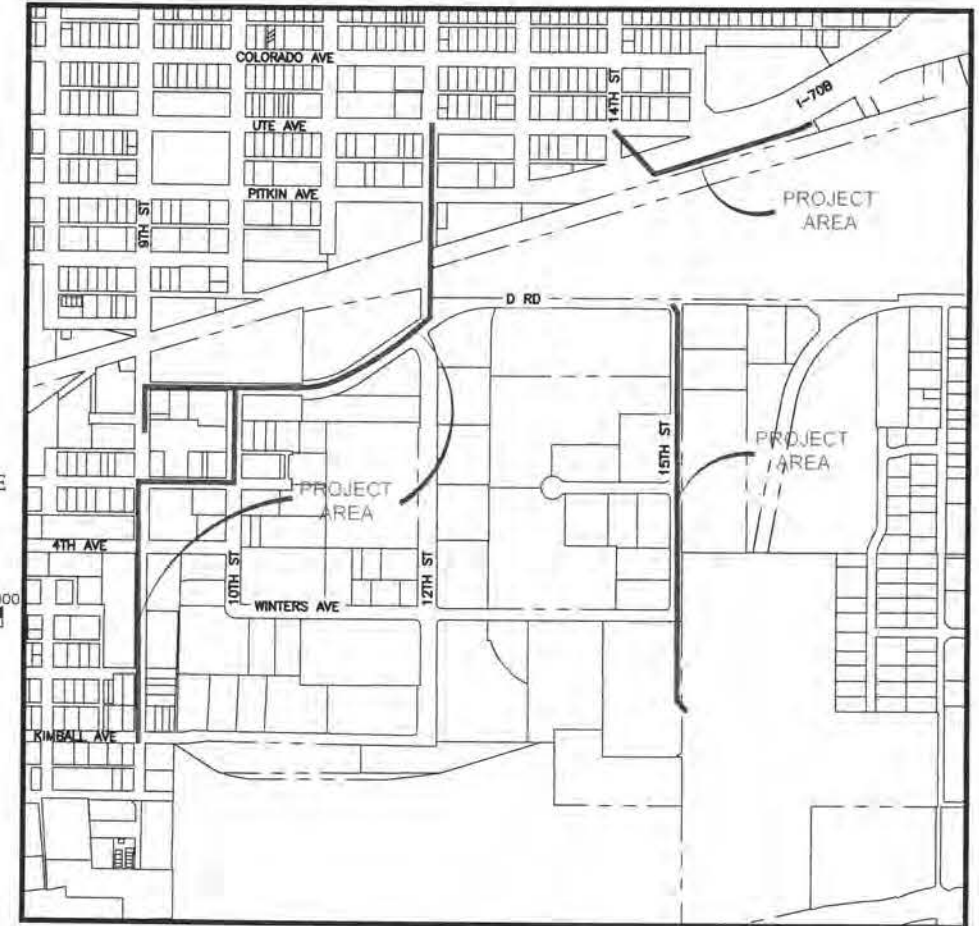 COLORADO AVE
14TH ST
I-70B
UTE AVE
PITKIN AVE
PROJECT
AREA
9TH ST
D RD
15TH ST
PROJECT
AREA
PROJECT
AREA
4TH AVE
10TH ST
12TH ST
WINTERS AVE
KIMBALL AVE